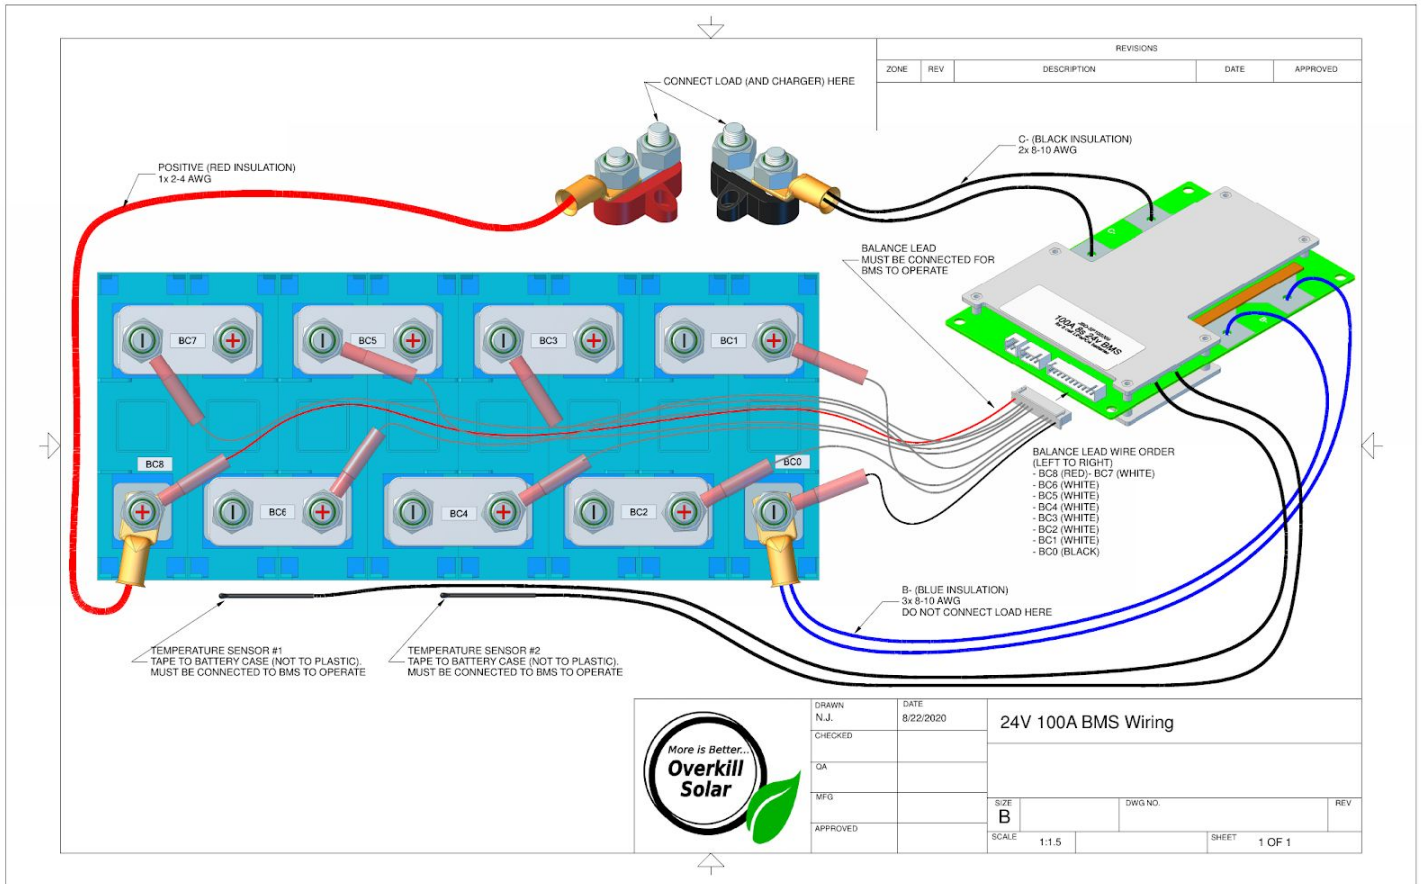 REVISIONS
ZONE REV DESCRIPTION DATE APPROVED
CONNECT LOAD (AND CHARGER) HERE
C- (BLACK INSULATION)
2x 8-10 AWG
POSITIVE (RED INSULATION)
1x 2-4 AWG
BALANCE LEAD
MUST BE CONNECTED FOR
BMS TO OPERATE
100A 8s 24v BMS
BC7
BC5
BC3
BC1
BC8
BC0
BC6
BC4
BC2
BALANCE LEAD WIRE ORDER
(LEFT TO RIGHT)
- BC8 (RED)- BC7 (WHITE)
- BC6 (WHITE)
- BC5 (WHITE)
- BC4 (WHITE)
- BC3 (WHITE)
- BC2 (WHITE)
- BC1 (WHITE)
- BC0 (BLACK)
B- (BLUE INSULATION)
3x 8-10 AWG
DO NOT CONNECT LOAD HERE
TEMPERATURE SENSOR #1
TAPE TO BATTERY CASE (NOT TO PLASTIC).
MUST BE CONNECTED TO BMS TO OPERATE
TEMPERATURE SENSOR #2
TAPE TO BATTERY CASE (NOT TO PLASTIC).
MUST BE CONNECTED TO BMS TO OPERATE
More is Better...
Overkill
Solar
DRAWN
N.J.
DATE
8/22/2020
CHECKED
QA
MFG
APPROVED
24V 100A BMS Wiring
SIZE
B
DWG NO.
REV
SCALE
1:1.5
SHEET
1 OF 1